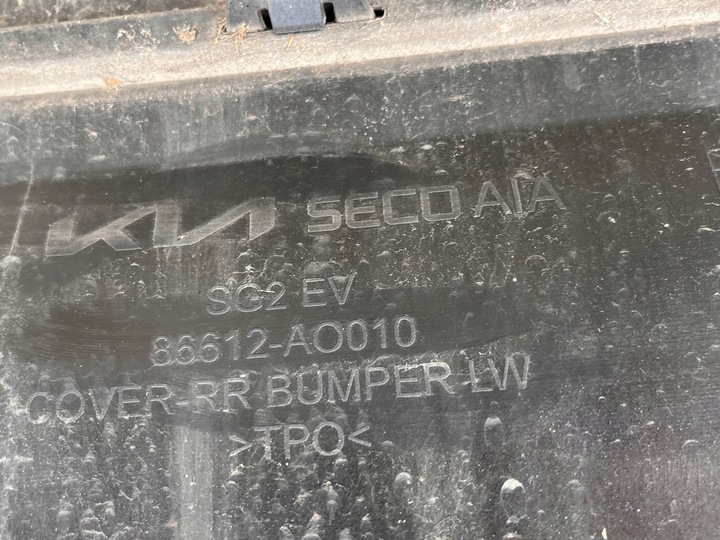 KIA SECO AIA
SG2 EV
86612-AO010
COVER-RR BUMPER LW
>TPO<